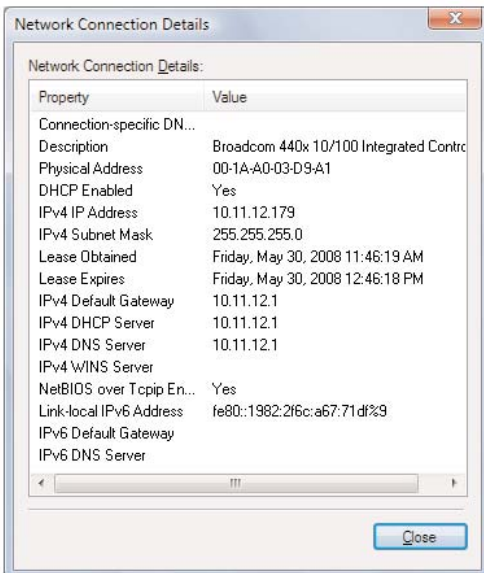 Network Connection Details
Network Connection Details:
Property Value
Connection-specific DN...
Description Broadcom 440x 10/100 Integrated Contro
Physical Address 00-1A-A0-03-D9-A1
DHCP Enabled Yes
IPv4 IP Address 10.11.12.179
IPv4 Subnet Mask 255.255.255.0
Lease Obtained Friday, May 30, 2008 11:46:19 AM
Lease Expires Friday, May 30, 2008 12:46:18 PM
IPv4 Default Gateway 10.11.12.1
IPv4 DHCP Server 10.11.12.1
IPv4 DNS Server 10.11.12.1
IPv4 WINS Server
NetBIOS over Tcpip En... Yes
Link-local IPv6 Address fe80::1982:2f6c:a67:71df%9
IPv6 Default Gateway
IPv6 DNS Server
Close